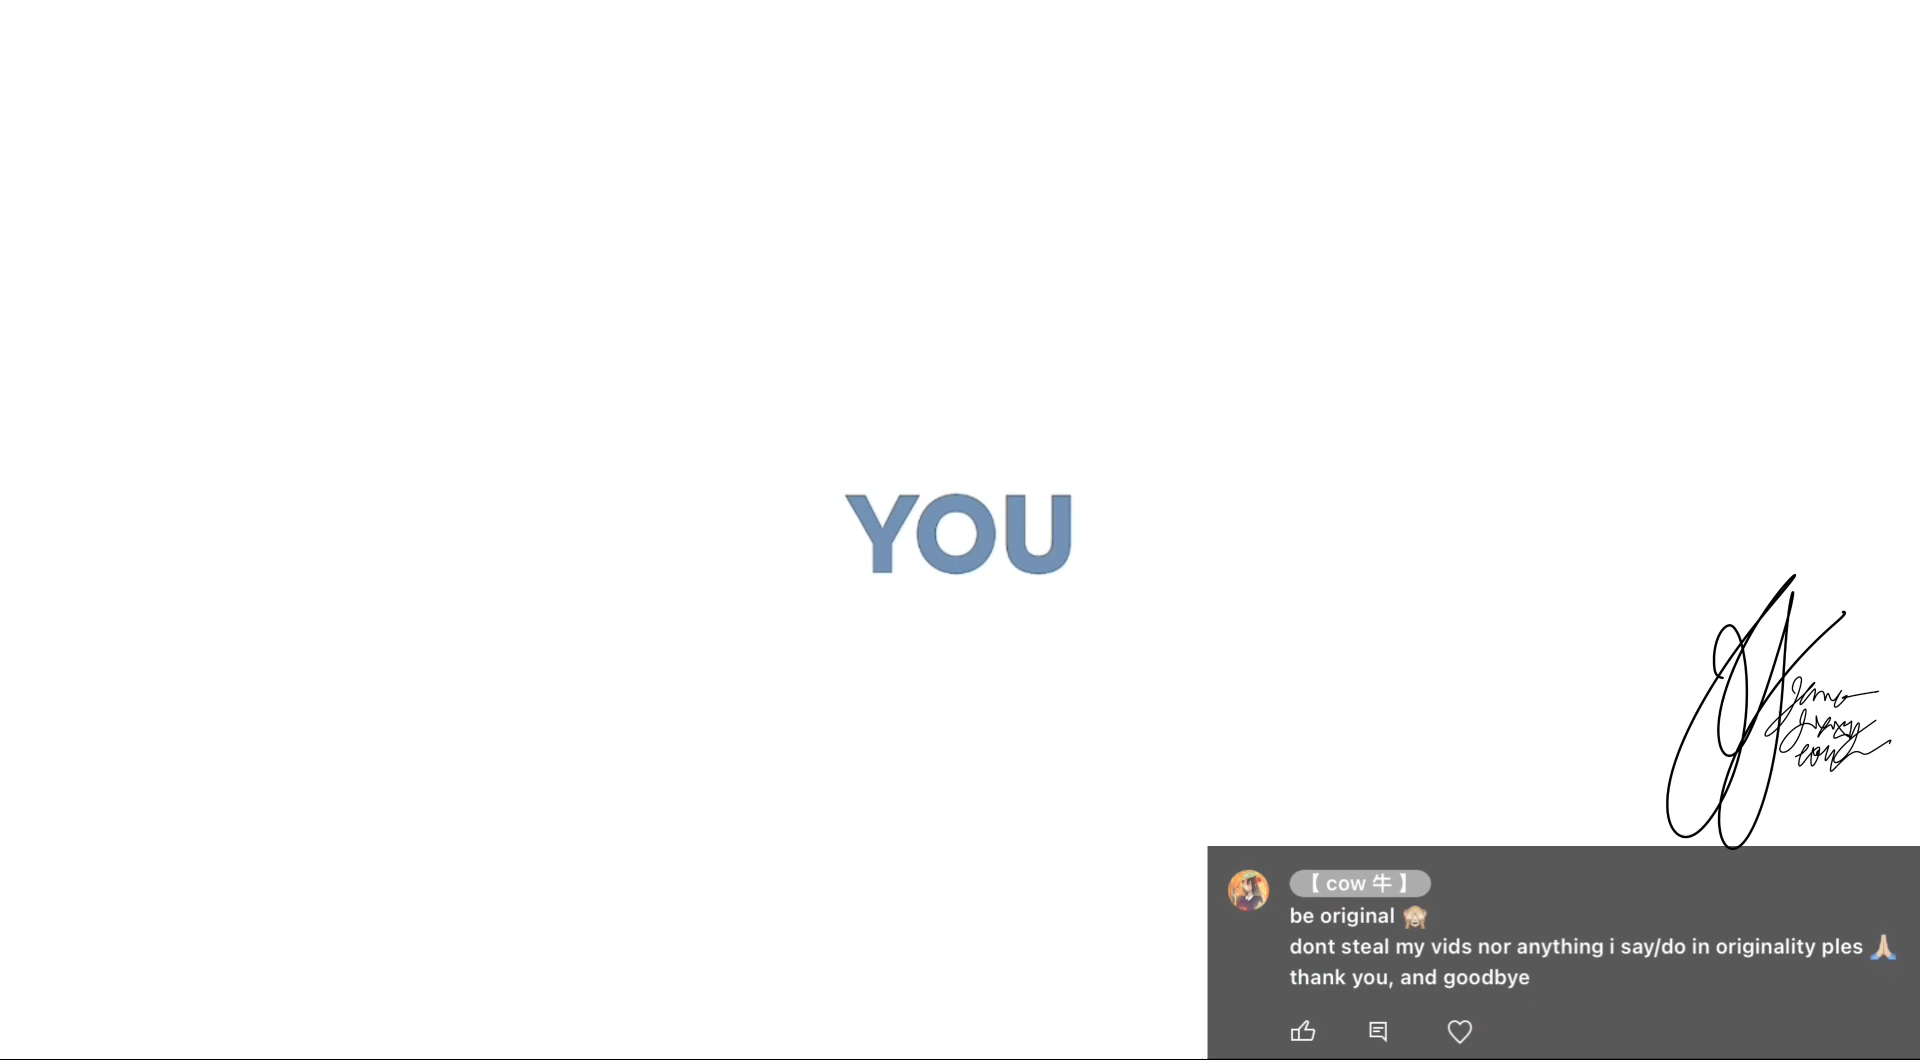 YOU
【 cow 牛 】
be original 🙈
dont steal my vids nor anything i say/do in originality ples 🙏🏻
thank you, and goodbye